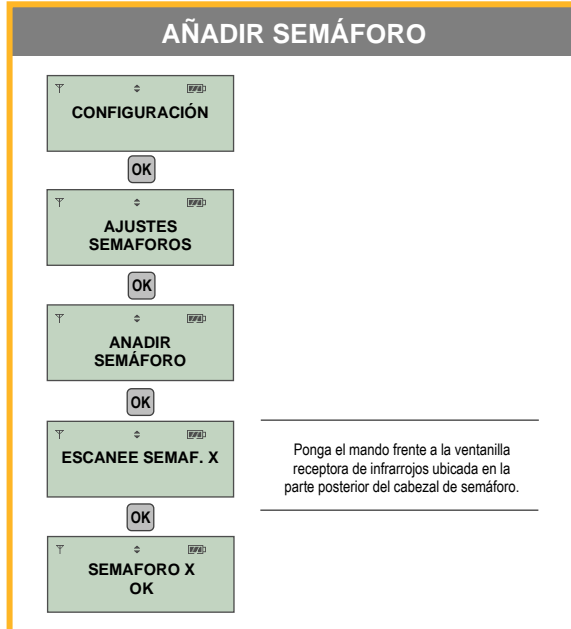 AÑADIR SEMÁFORO
CONFIGURACIÓN
OK
AJUSTES
SEMAFOROS
OK
ANADIR
SEMÁFORO
OK
ESCANEE SEMAF. X
Ponga el mando frente a la ventanilla
receptora de infrarrojos ubicada en la
parte posterior del cabezal de semáforo.
OK
SEMAFORO X
OK